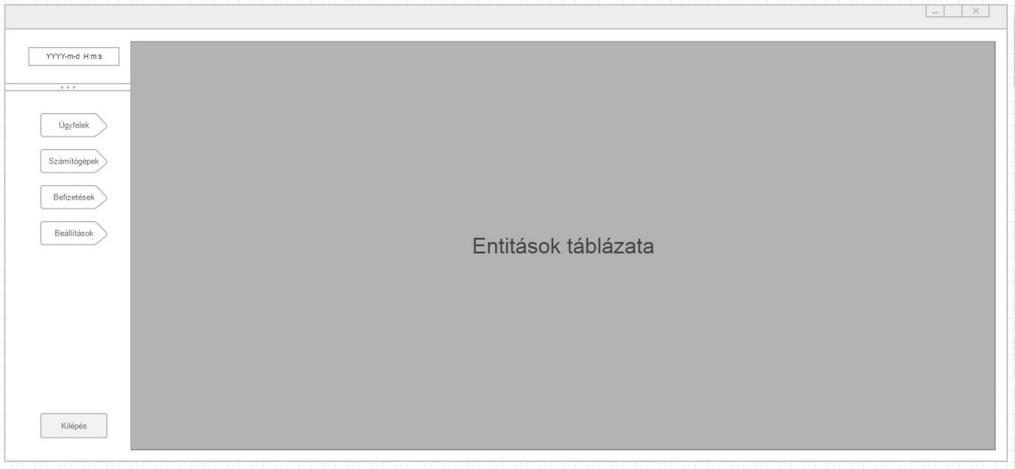 YYYY-m-d H:m:s
Ügyfelek
Számítógépek
Befizetések
Beállítások
Entitások táblázata
Kilépés